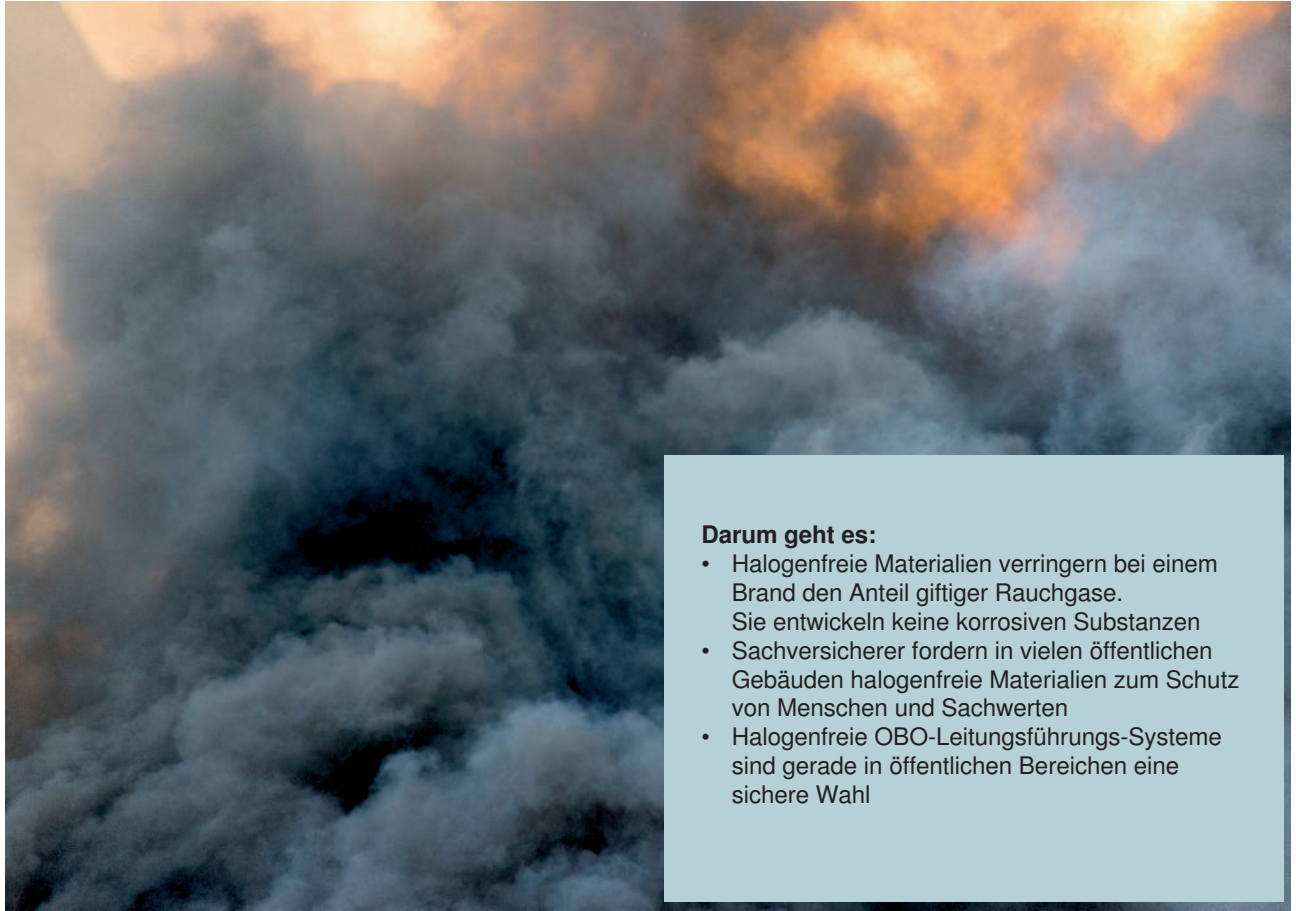 Darum geht es:
• Halogenfreie Materialien verringern bei einem
Brand den Anteil giftiger Rauchgase.
Sie entwickeln keine korrosiven Substanzen
• Sachversicherer fordern in vielen öffentlichen
Gebäuden halogenfreie Materialien zum Schutz
von Menschen und Sachwerten
• Halogenfreie OBO-Leitungsführungs-Systeme
sind gerade in öffentlichen Bereichen eine
sichere Wahl